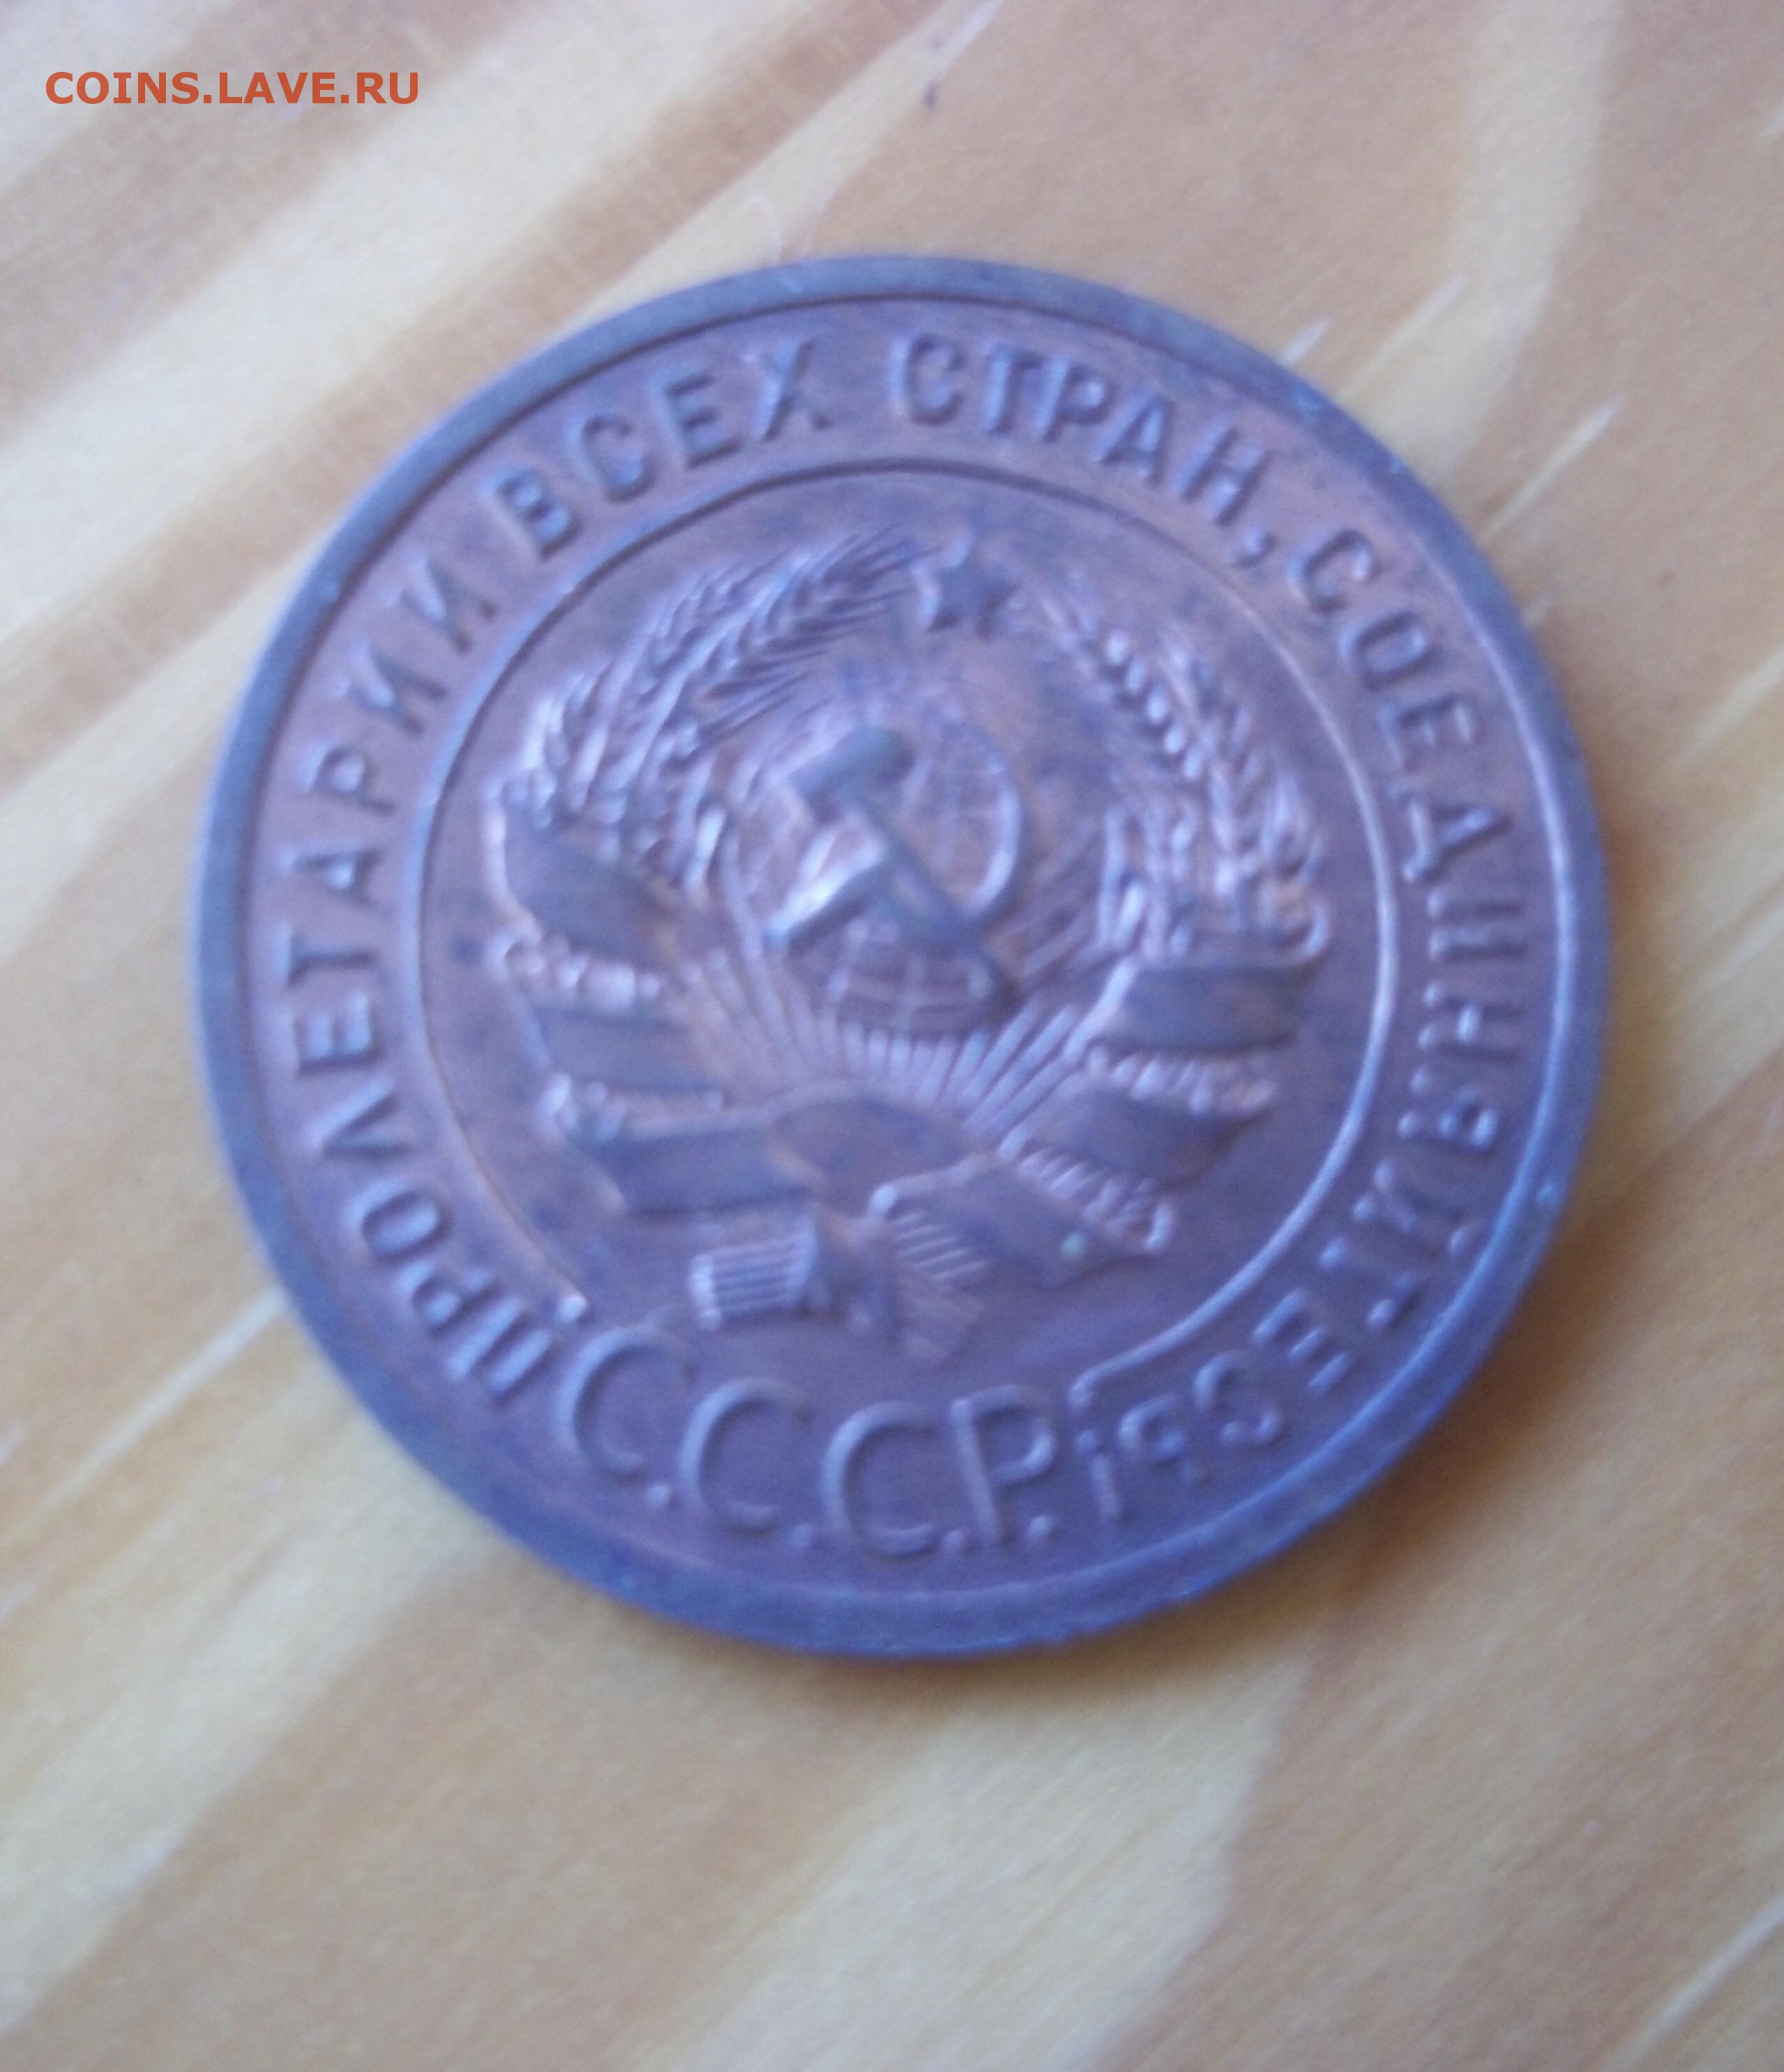 COINS.LAVE.RU
ПРОЛЕТАРИИ ВСЕХ СТРАН, СОЕДИНЯЙТЕСЬ!
С.С.С.Р.